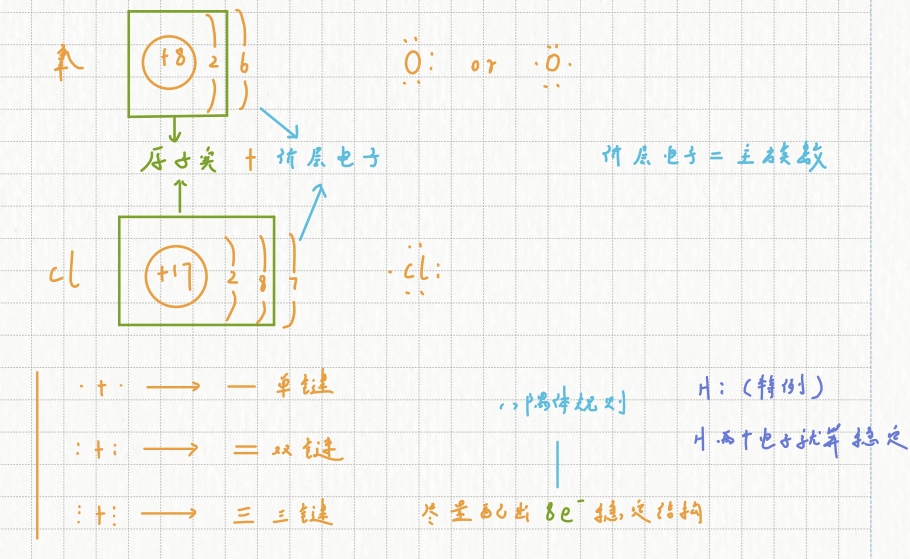 氧 +8 2 6 O or O
原子实 + 价层电子 价层电子 = 主族数
cl +17 2 8 7 cl
· + · → — 单键
: + : → = 双键
⋮ + ⋮ → ≡ 三键
八隅体规则
尽量配出 8e⁻ 稳定结构
H: (特例)
H 两个电子就算稳定